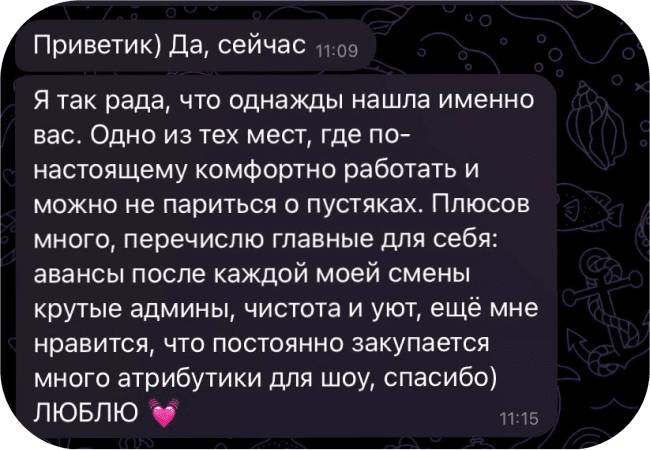 Приветик) Да, сейчас 11:09
Я так рада, что однажды нашла именно
вас. Одно из тех мест, где по-
настоящему комфортно работать и
можно не париться о пустяках. Плюсов
много, перечислю главные для себя:
авансы после каждой моей смены
крутые админы, чистота и уют, ещё мне
нравится, что постоянно закупается
много атрибутики для шоу, спасибо)
ЛЮБЛЮ 💓 11:15